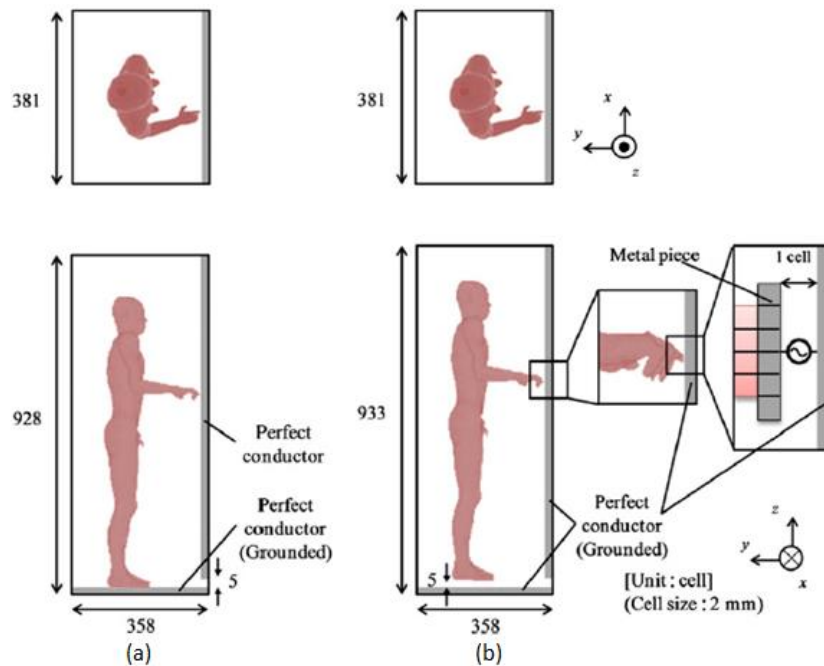 381
381
x
y
z
928
Perfect
conductor
Perfect
conductor
(Grounded)
5
358
(a)
933
Metal piece
1 cell
Perfect
conductor
(Grounded)
5
358
(b)
z
y
x
[Unit : cell]
(Cell size : 2 mm)